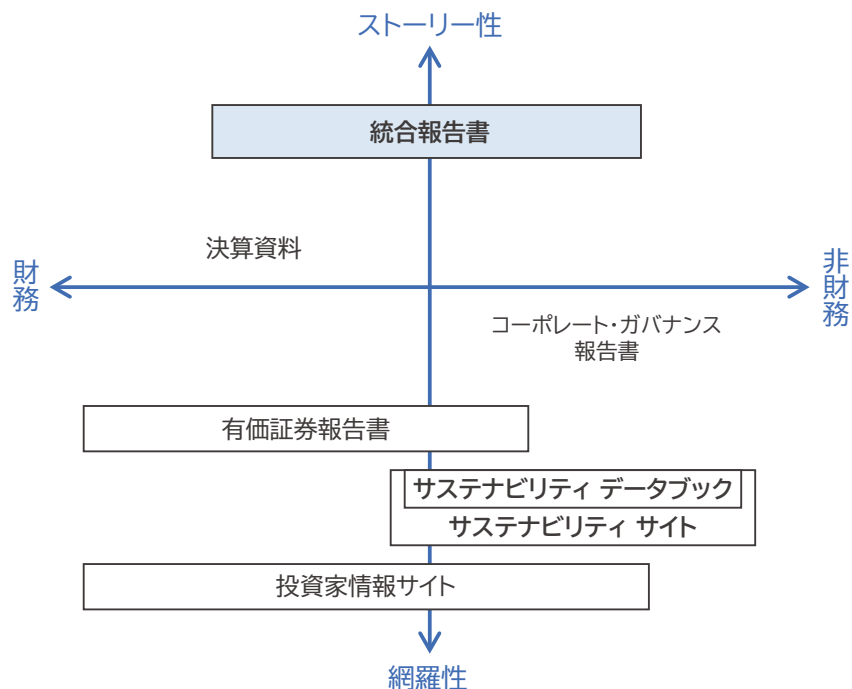 ストーリー性
統合報告書
決算資料
財務
非財務
コーポレート・ガバナンス
報告書
有価証券報告書
サステナビリティ データブック
サステナビリティ サイト
投資家情報サイト
網羅性